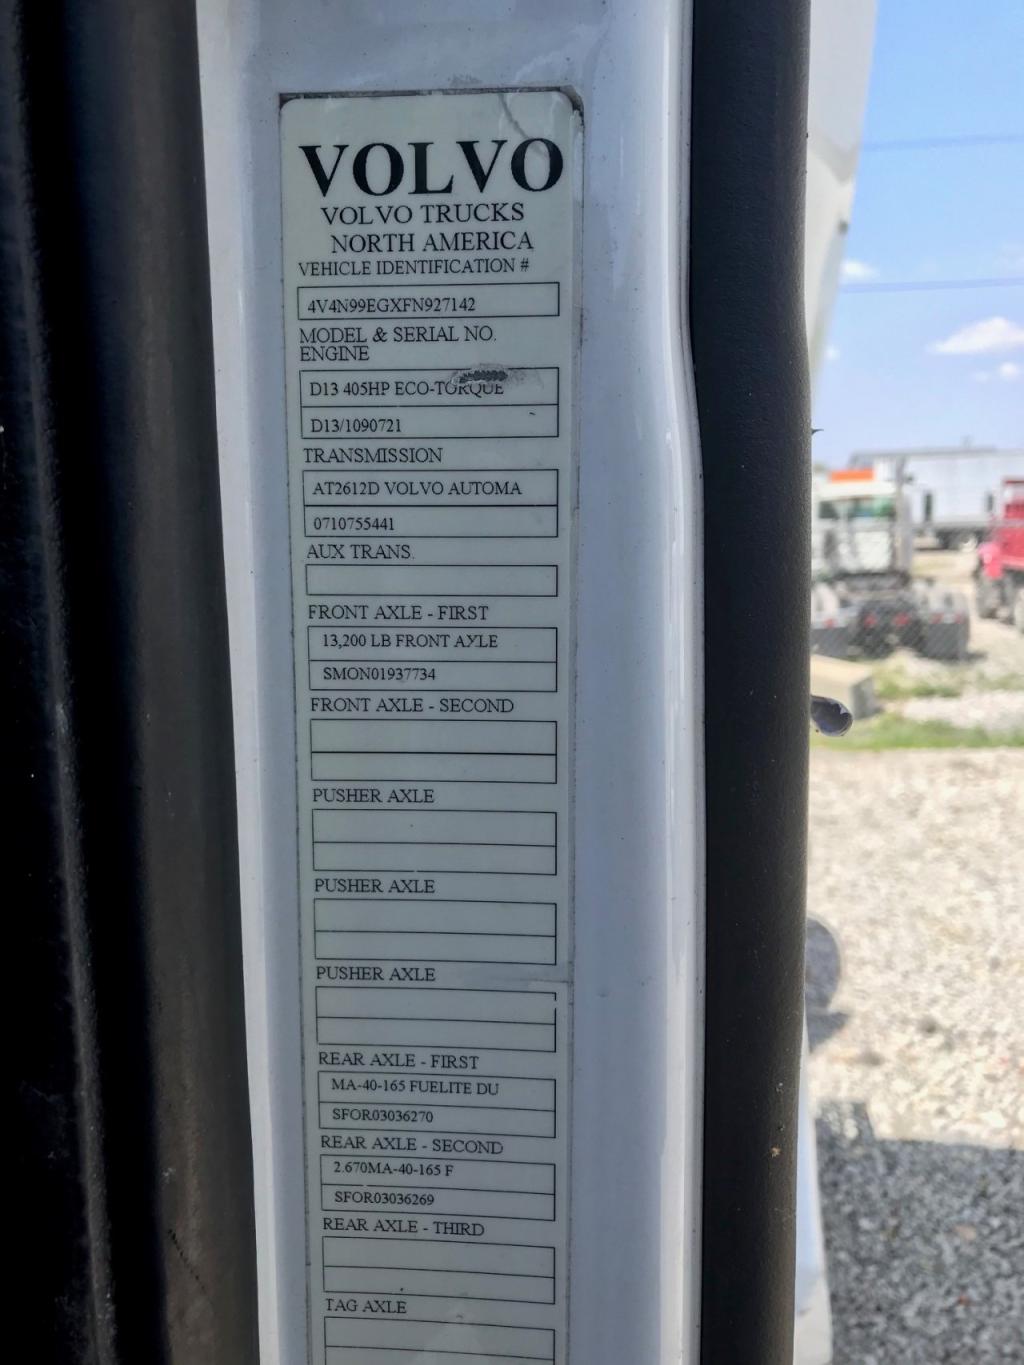 VOLVO
VOLVO TRUCKS
NORTH AMERICA
VEHICLE IDENTIFICATION #
4V4N99EGXFN927142
MODEL & SERIAL NO.
ENGINE
D13 405HP ECO-TORQUE
D13/1090721
TRANSMISSION
AT2612D VOLVO AUTOMA
0710755441
AUX TRANS.
FRONT AXLE - FIRST
13,200 LB FRONT AXLE
SMON01937734
FRONT AXLE - SECOND
PUSHER AXLE
PUSHER AXLE
PUSHER AXLE
REAR AXLE - FIRST
MA-40-165 FUELITE DU
SFOR03036270
REAR AXLE - SECOND
2.670MA-40-165 F
SFOR03036269
REAR AXLE - THIRD
TAG AXLE